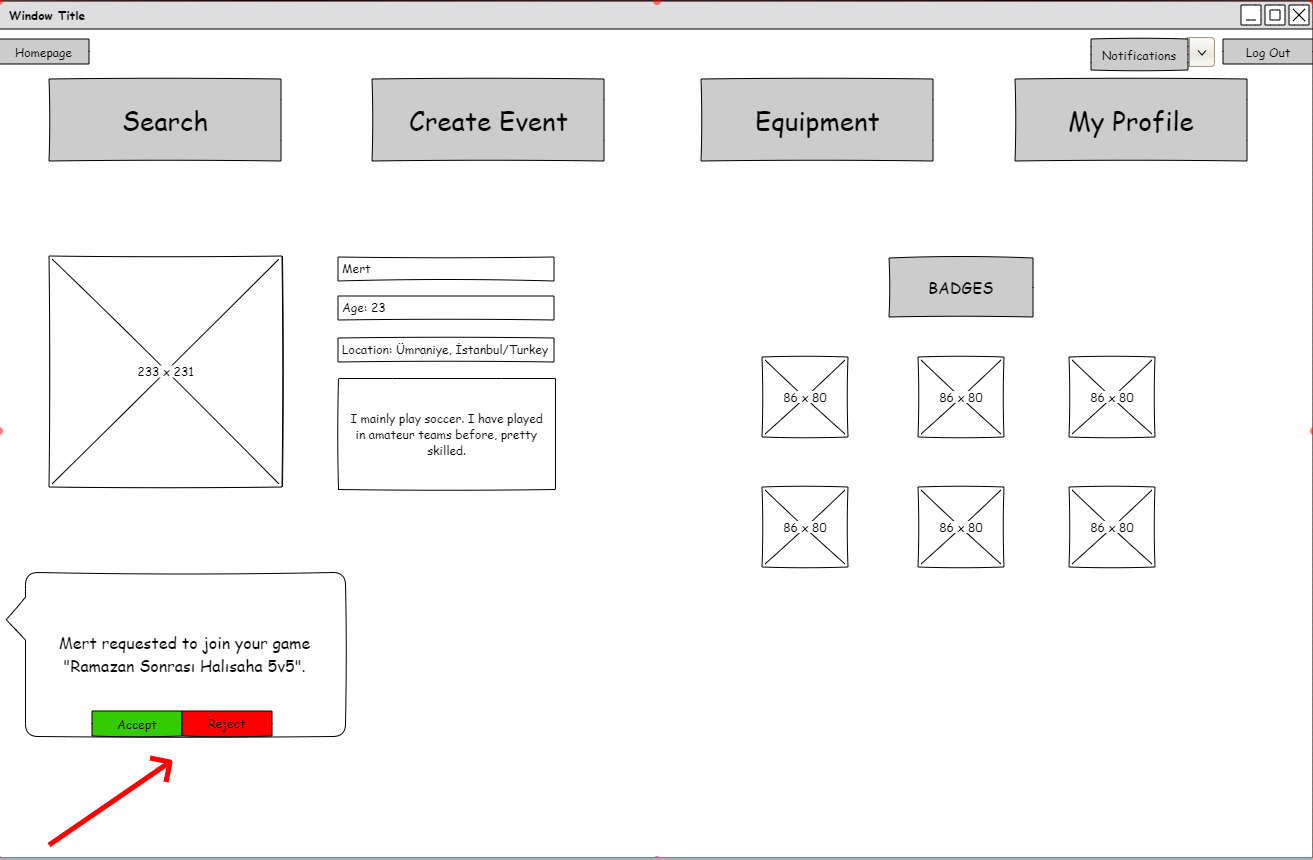 Window Title
Homepage
Notifications
Log Out
Search
Create Event
Equipment
My Profile
233 x 231
Mert
Age: 23
Location: Ümraniye, İstanbul/Turkey
I mainly play soccer. I have played
in amateur teams before, pretty
skilled.
BADGES
86 x 80
86 x 80
86 x 80
86 x 80
86 x 80
86 x 80
Mert requested to join your game
"Ramazan Sonrası Halısaha 5v5".
Accept
Reject